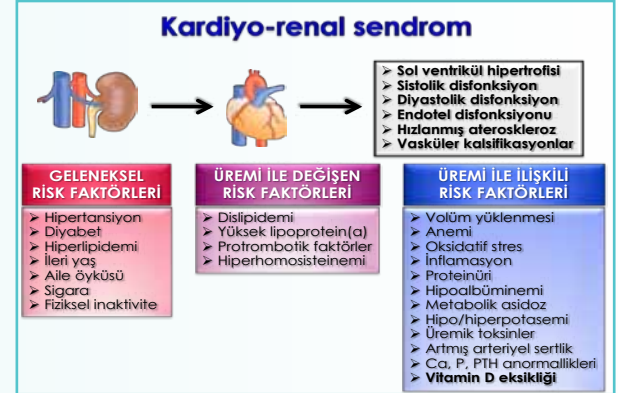 Kardiyo-renal sendrom
➤ Sol ventrikül hipertrofisi
➤ Sistolik disfonksiyon
➤ Diyastolik disfonksiyon
➤ Endotel disfonksiyonu
➤ Hızlanmış ateroskleroz
➤ Vasküler kalsifikasyonlar
GELENEKSEL
RİSK FAKTÖRLERİ
➤ Hipertansiyon
➤ Diyabet
➤ Hiperlipidemi
➤ İleri yaş
➤ Aile öyküsü
➤ Sigara
➤ Fiziksel inaktivite
ÜREMİ İLE DEĞİŞEN
RİSK FAKTÖRLERİ
➤ Dislipidemi
➤ Yüksek lipoprotein(a)
➤ Protrombotik faktörler
➤ Hiperhomosisteinemi
ÜREMİ İLE İLİŞKİLİ
RİSK FAKTÖRLERİ
➤ Volüm yüklenmesi
➤ Anemi
➤ Oksidatif stres
➤ İnflamasyon
➤ Proteinüri
➤ Hipoalbüminemi
➤ Metabolik asidoz
➤ Hipo/hiperpotasemi
➤ Üremik toksinler
➤ Artmış arteriyel sertlik
➤ Ca, P, PTH anormallikleri
➤ Vitamin D eksikliği